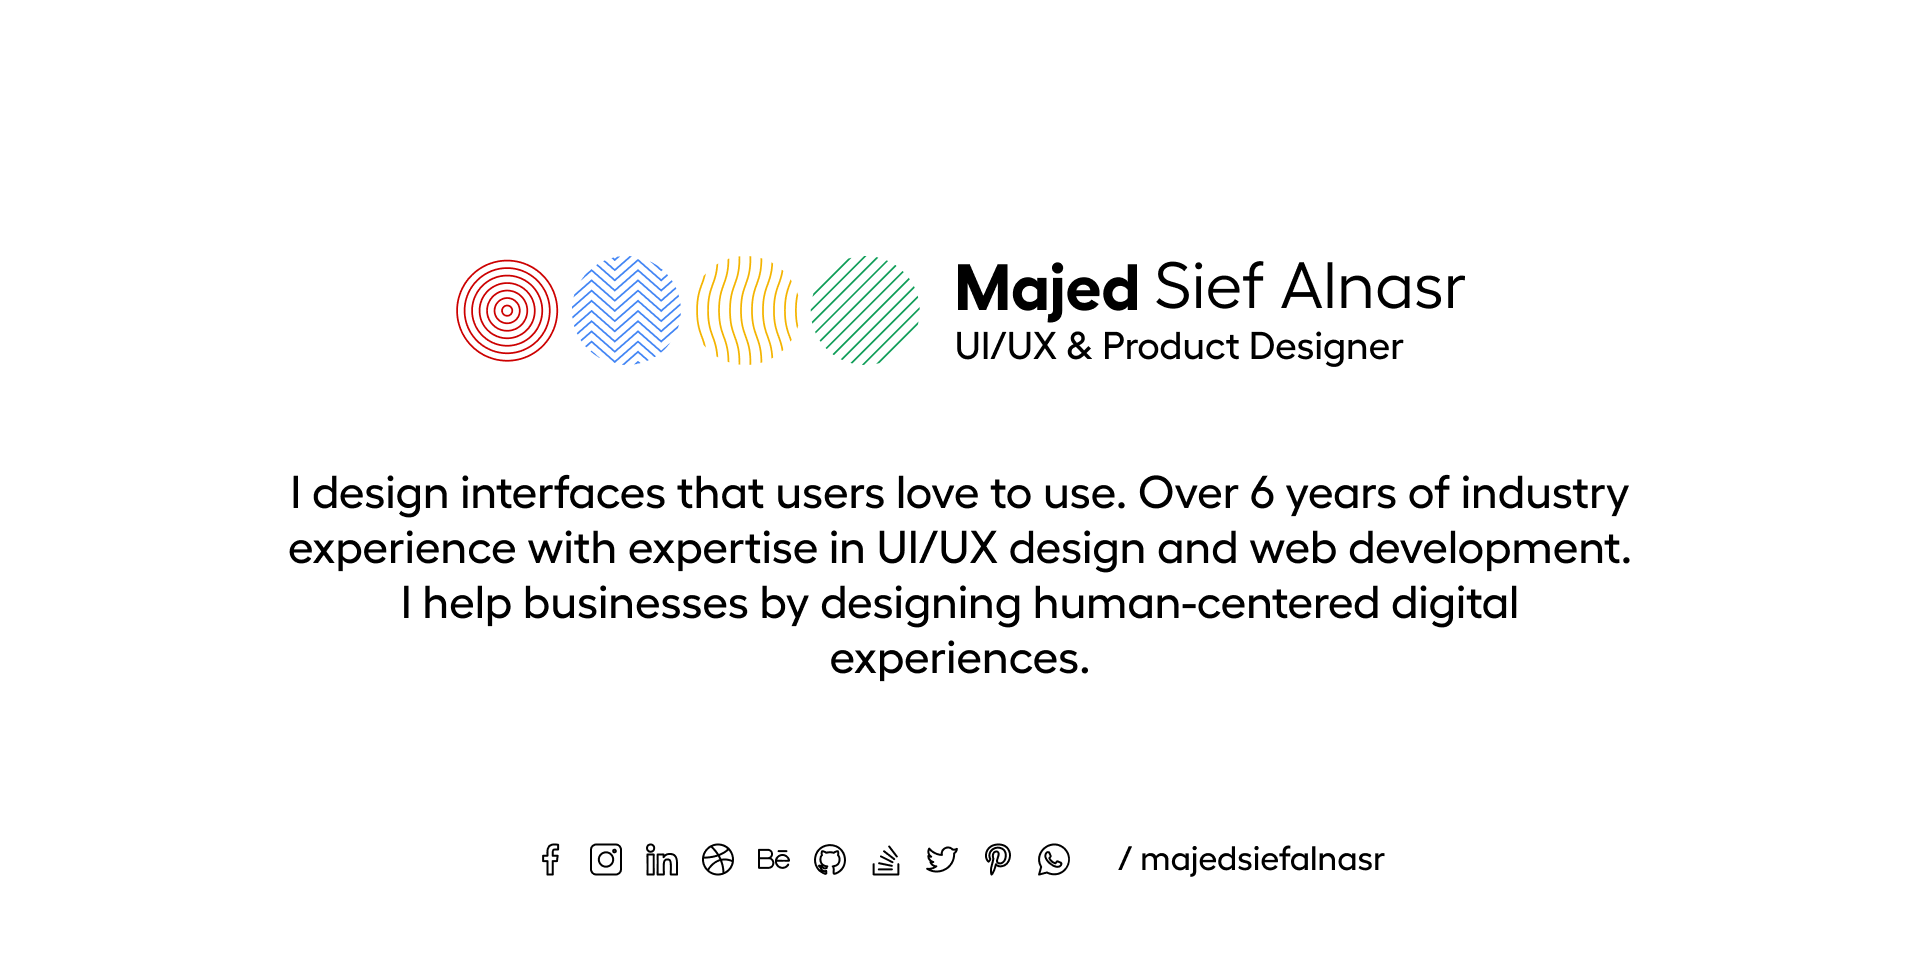 Majed Sief Alnasr
UI/UX & Product Designer
I design interfaces that users love to use. Over 6 years of industry
experience with expertise in UI/UX design and web development.
I help businesses by designing human-centered digital
experiences.
Bē / majedsiefalnasr